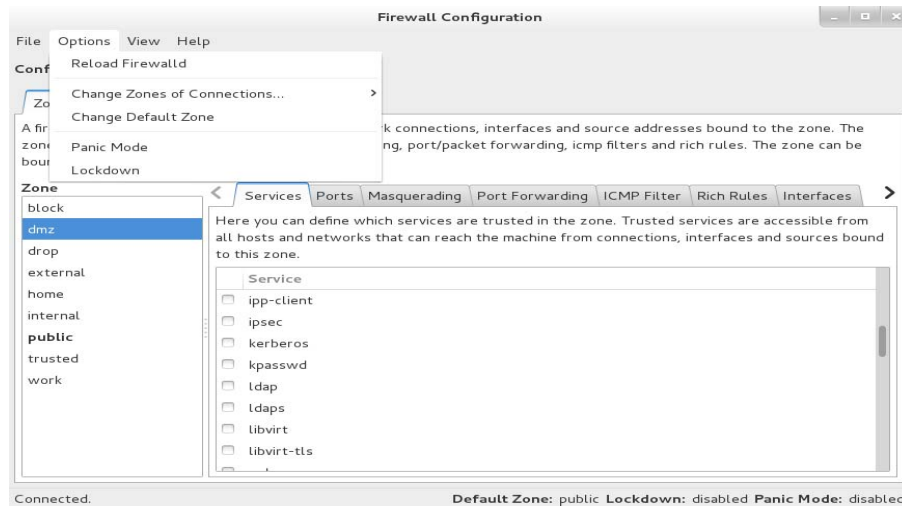 Firewall Configuration
File Options View Help
Reload Firewalld
Change Zones of Connections...
Change Default Zone
Panic Mode
Lockdown
Conf
Zo
A fir k connections, interfaces and source addresses bound to the zone. The
zone ng, port/packet forwarding, icmp filters and rich rules. The zone can be
bour
Zone
block
dmz
drop
external
home
internal
public
trusted
work
Services Ports Masquerading Port Forwarding ICMP Filter Rich Rules Interfaces
Here you can define which services are trusted in the zone. Trusted services are accessible from
all hosts and networks that can reach the machine from connections, interfaces and sources bound
to this zone.
Service
ipp-client
ipsec
kerberos
kpasswd
ldap
ldaps
libvirt
libvirt-tls
Connected.
Default Zone: public Lockdown: disabled Panic Mode: disabled